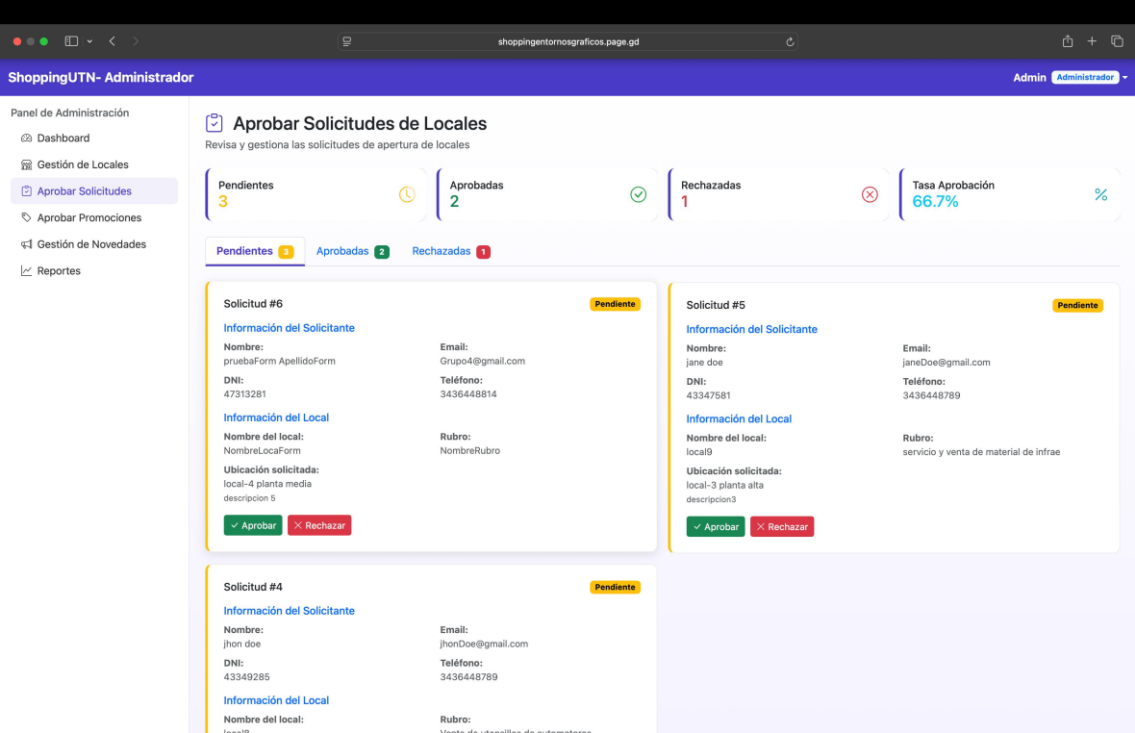 shoppingentornosgraficos.page.gd
ShoppingUTN- Administrador
Admin Administrador
Panel de Administración
Dashboard
Gestión de Locales
Aprobar Solicitudes
Aprobar Promociones
Gestión de Novedades
Reportes
Aprobar Solicitudes de Locales
Revisa y gestiona las solicitudes de apertura de locales
Pendientes
3
Aprobadas
2
Rechazadas
1
Tasa Aprobación
66.7%
Pendientes 3 Aprobadas 2 Rechazadas 1
Solicitud #6 Pendiente
Información del Solicitante
Nombre: Email:
pruebaForm ApellidoForm Grupo4@gmail.com
DNI: Teléfono:
47313281 3436448814
Información del Local
Nombre del local: Rubro:
NombreLocaForm NombreRubro
Ubicación solicitada:
local-4 planta media
descripcion 5
Aprobar Rechazar
Solicitud #5 Pendiente
Información del Solicitante
Nombre: Email:
jane doe janeDoe@gmail.com
DNI: Teléfono:
43347581 3436448789
Información del Local
Nombre del local: Rubro:
local9 servicio y venta de material de infrae
Ubicación solicitada:
local-3 planta alta
descripcion3
Aprobar Rechazar
Solicitud #4 Pendiente
Información del Solicitante
Nombre: Email:
jhon doe jhonDoe@gmail.com
DNI: Teléfono:
43349285 3436448789
Información del Local
Nombre del local: Rubro: